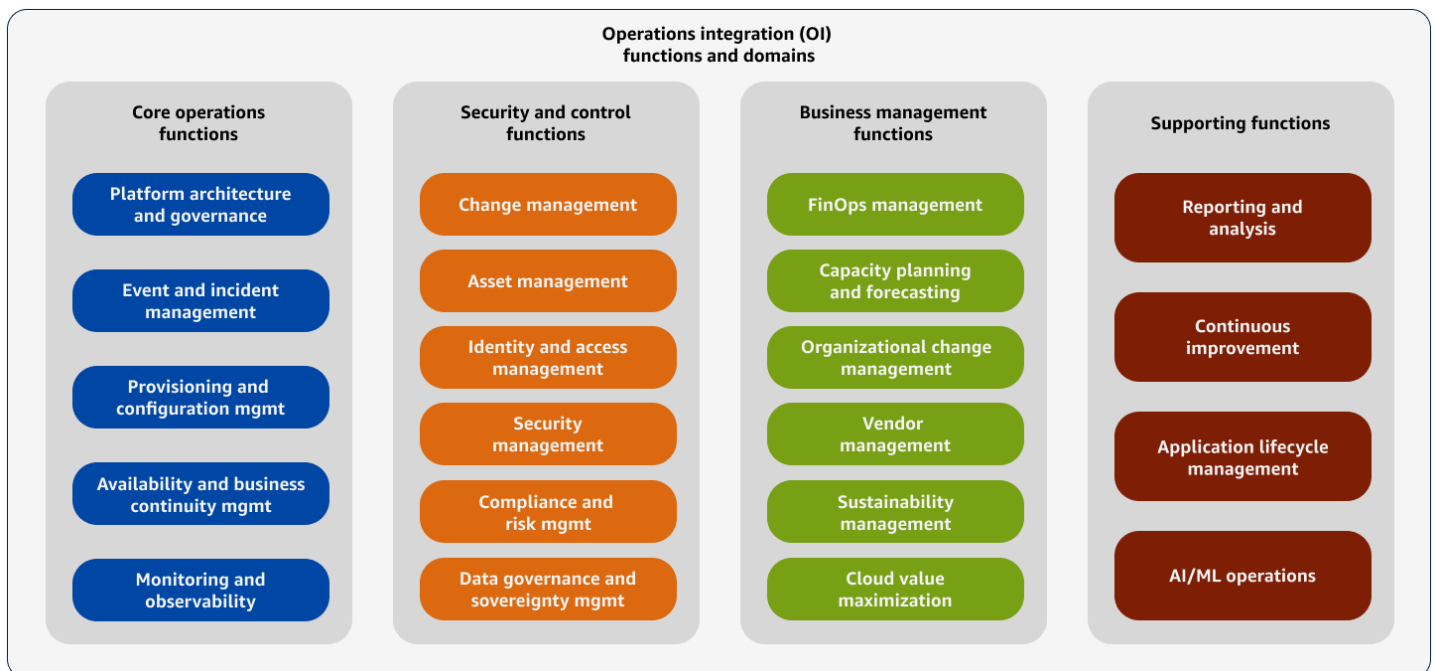 Operations integration (OI)
functions and domains
Core operations
functions
Platform architecture
and governance
Event and incident
management
Provisioning and
configuration mgmt
Availability and business
continuity mgmt
Monitoring and
observability
Security and control
functions
Change management
Asset management
Identity and access
management
Security
management
Compliance and
risk mgmt
Data governance and
sovereignty mgmt
Business management
functions
FinOps management
Capacity planning
and forecasting
Organizational change
management
Vendor
management
Sustainability
management
Cloud value
maximization
Supporting functions
Reporting and
analysis
Continuous
improvement
Application lifecycle
management
AI/ML operations